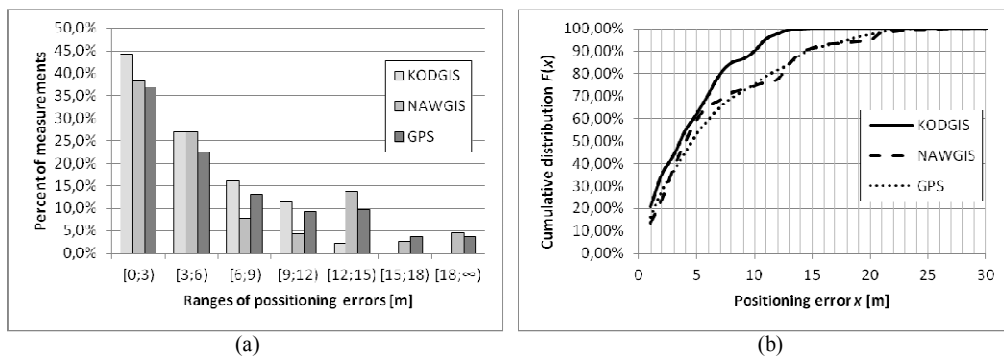 50,0%
45,0%
40,0%
35,0%
30,0%
25,0%
20,0%
15,0%
10,0%
5,0%
0,0%
Percent of measurements
KODGIS
NAWGIS
GPS
[0;3) [3;6) [6;9) [9;12) [12;15) [15;18) [18;∞)
Ranges of possitioning errors [m]
(a)
100,00%
90,00%
80,00%
70,00%
60,00%
50,00%
40,00%
30,00%
20,00%
10,00%
0,00%
Cumulative distribution F(x)
KODGIS
NAWGIS
GPS
0 5 10 15 20 25 30
Positioning error x [m]
(b)